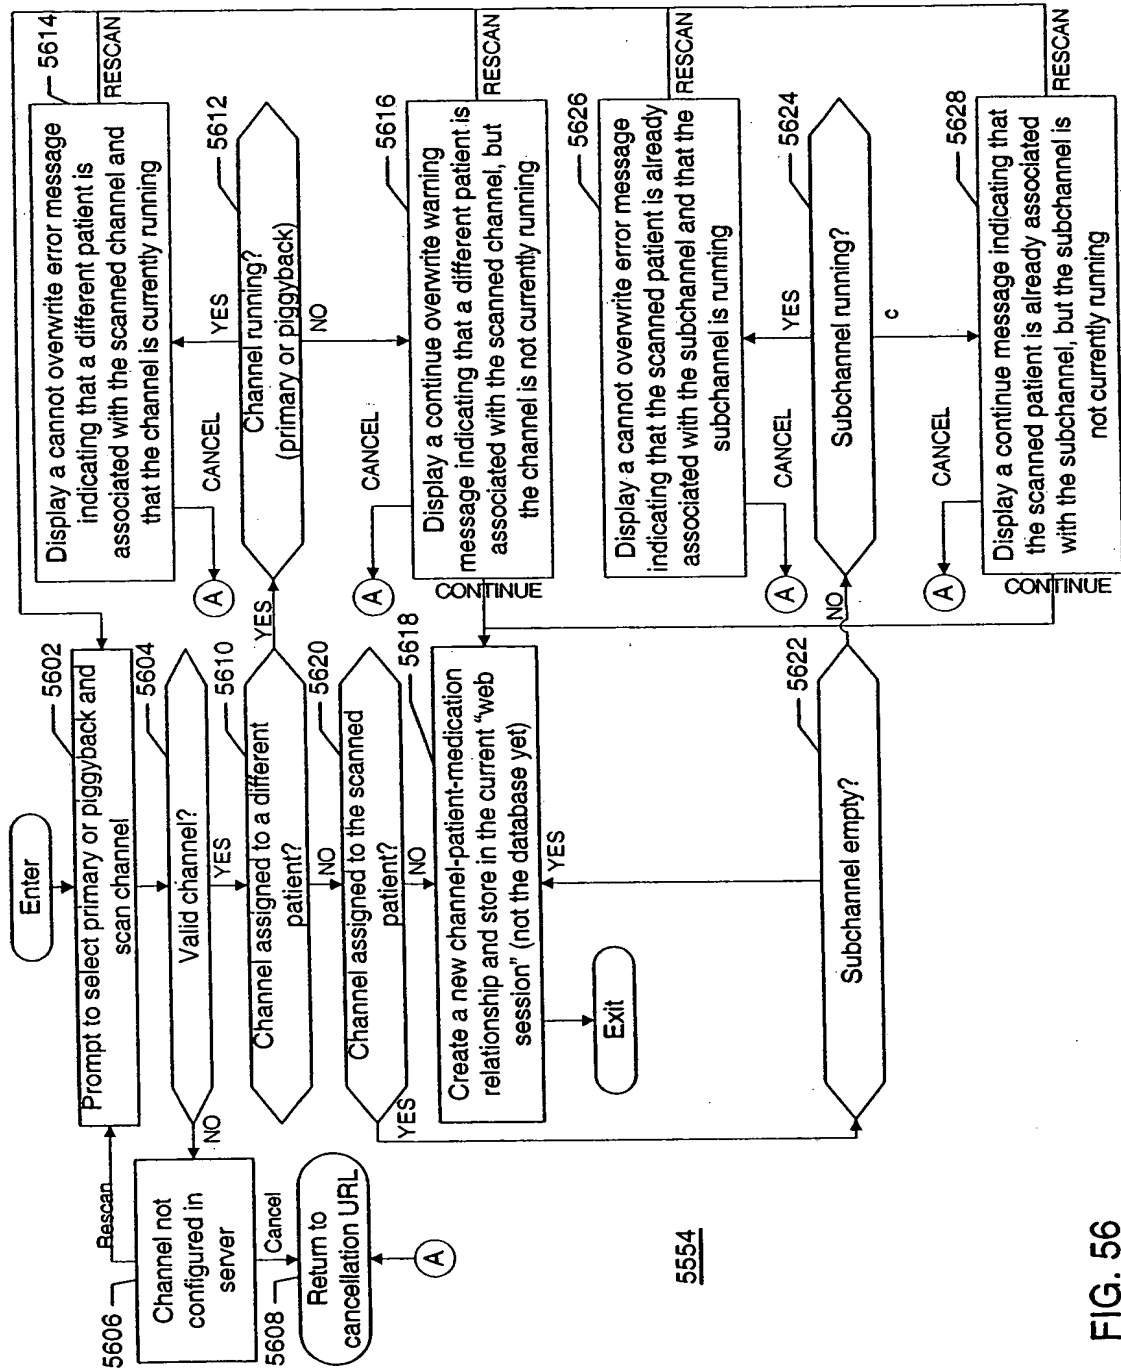 Enter
5602
Prompt to select primary or piggyback and
scan channel
5604
Valid channel?
NO
YES
5606
Channel not
configured in
server
Rescan
Cancel
5608
Return to
cancellation URL
A
5610
Channel assigned to a different
patient?
YES
NO
5612
Channel running?
(primary or piggyback)
YES
NO
5614
Display a cannot overwrite error message
indicating that a different patient is
associated with the scanned channel and
that the channel is currently running
RESCAN
CANCEL
A
5616
Display a continue overwrite warning
message indicating that a different patient is
associated with the scanned channel, but
the channel is not currently running
RESCAN
CANCEL
A
CONTINUE
5620
Channel assigned to the scanned
patient?
YES
NO
5618
Create a new channel-patient-medication
relationship and store in the current “web
session” (not the database yet)
Exit
5622
Subchannel empty?
YES
NO
5624
Subchannel running?
YES
c
5626
Display a cannot overwrite error message
indicating that the scanned patient is already
associated with the subchannel and that the
subchannel is running
RESCAN
CANCEL
A
5628
Display a continue message indicating that
the scanned patient is already associated
with the subchannel, but the subchannel is
not currently running
RESCAN
CANCEL
A
CONTINUE
5554
FIG. 56